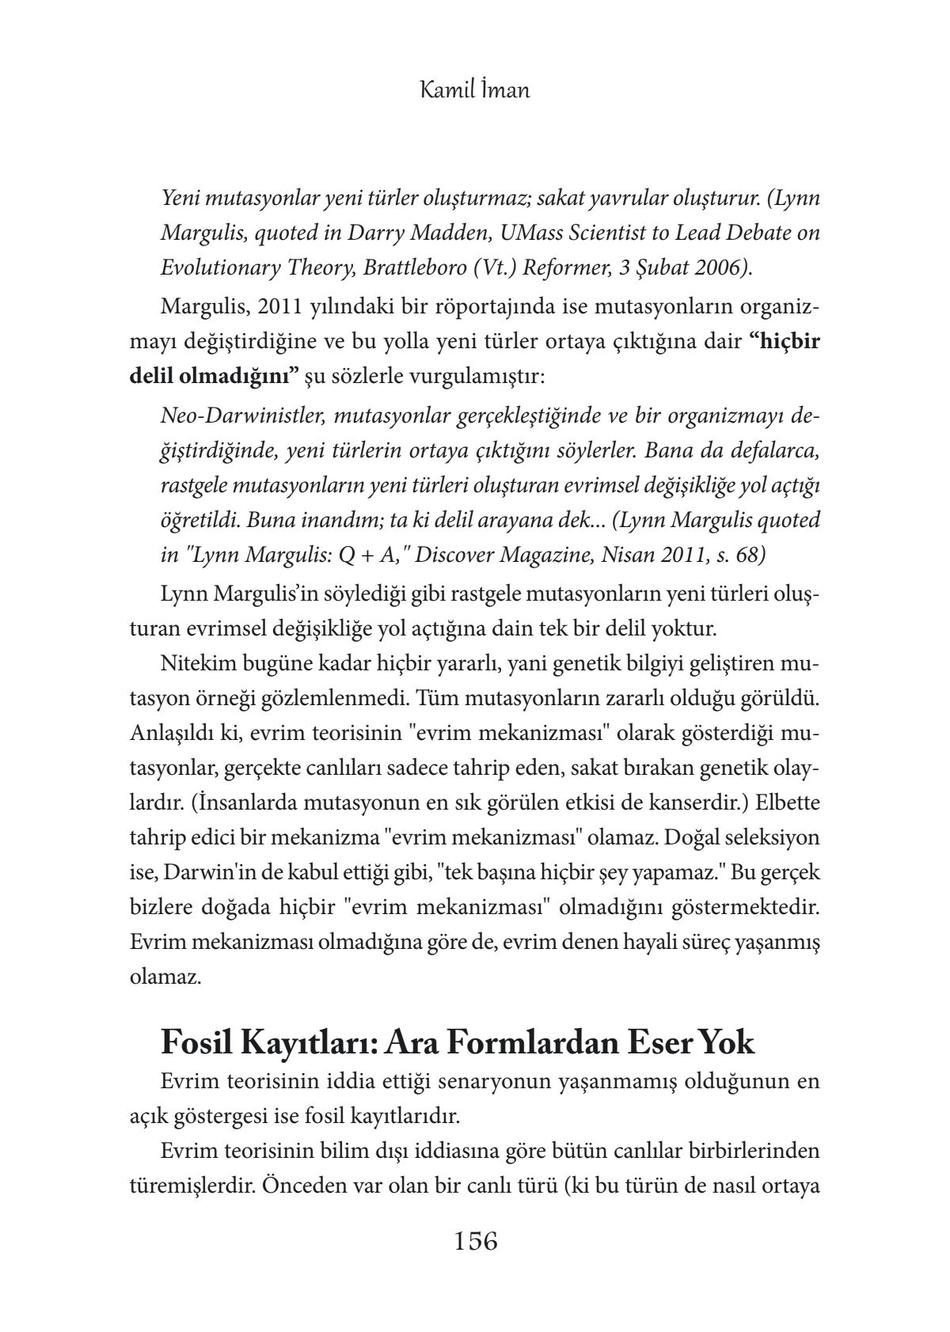 Kamil İman
Yeni mutasyonlar yeni türler oluşturmaz; sakat yavrular oluşturur. (Lynn
Margulis, quoted in Darry Madden, UMass Scientist to Lead Debate on
Evolutionary Theory, Brattleboro (Vt.) Reformer, 3 Şubat 2006).
Margulis, 2011 yılındaki bir röportajında ise mutasyonların organiz-
mayı değiştirdiğine ve bu yolla yeni türler ortaya çıktığına dair “hiçbir
delil olmadığını” şu sözlerle vurgulamıştır:
Neo-Darwinistler, mutasyonlar gerçekleştiğinde ve bir organizmayı de-
ğiştirdiğinde, yeni türlerin ortaya çıktığını söylerler. Bana da defalarca,
rastgele mutasyonların yeni türleri oluşturan evrimsel değişikliğe yol açtığı
öğretildi. Buna inandım; ta ki delil arayana dek... (Lynn Margulis quoted
in "Lynn Margulis: Q + A," Discover Magazine, Nisan 2011, s. 68)
Lynn Margulis’in söylediği gibi rastgele mutasyonların yeni türleri oluş-
turan evrimsel değişikliğe yol açtığına dain tek bir delil yoktur.
Nitekim bugüne kadar hiçbir yararlı, yani genetik bilgiyi geliştiren mu-
tasyon örneği gözlemlenmedi. Tüm mutasyonların zararlı olduğu görüldü.
Anlaşıldı ki, evrim teorisinin "evrim mekanizması" olarak gösterdiği mu-
tasyonlar, gerçekte canlıları sadece tahrip eden, sakat bırakan genetik olay-
lardır. (İnsanlarda mutasyonun en sık görülen etkisi de kanserdir.) Elbette
tahrip edici bir mekanizma "evrim mekanizması" olamaz. Doğal seleksiyon
ise, Darwin'in de kabul ettiği gibi, "tek başına hiçbir şey yapamaz." Bu gerçek
bizlere doğada hiçbir "evrim mekanizması" olmadığını göstermektedir.
Evrim mekanizması olmadığına göre de, evrim denen hayali süreç yaşanmış
olamaz.
Fosil Kayıtları: Ara Formlardan Eser Yok
Evrim teorisinin iddia ettiği senaryonun yaşanmamış olduğunun en
açık göstergesi ise fosil kayıtlarıdır.
Evrim teorisinin bilim dışı iddiasına göre bütün canlılar birbirlerinden
türemişlerdir. Önceden var olan bir canlı türü (ki bu türün de nasıl ortaya
156